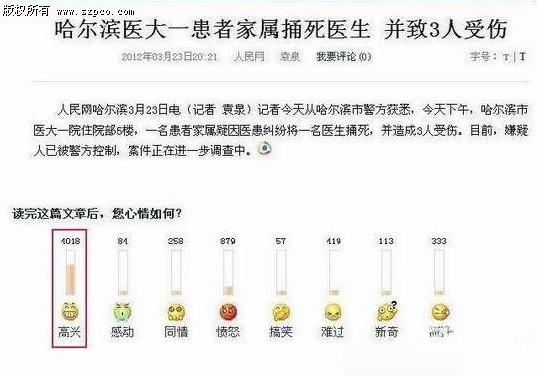 版权所有 www.szpco.com
哈尔滨医大一患者家属捅死医生 并致3人受伤
2012年03月23日20:21 人民网 袁泉 我要评论(0) 字号：T | T
人民网哈尔滨3月23日电（记者 袁泉）记者今天从哈尔滨市警方获悉，今天下午，哈尔滨市
医大一院住院部5楼，一名患者家属疑因医患纠纷将一名医生捅死，并造成3人受伤。目前，嫌疑
人已被警方控制，案件正在进一步调查中。
读完这篇文章后，您心情如何？
4018 84 258 879 57 419 113 333
高兴 感动 同情 愤怒 搞笑 难过 新奇